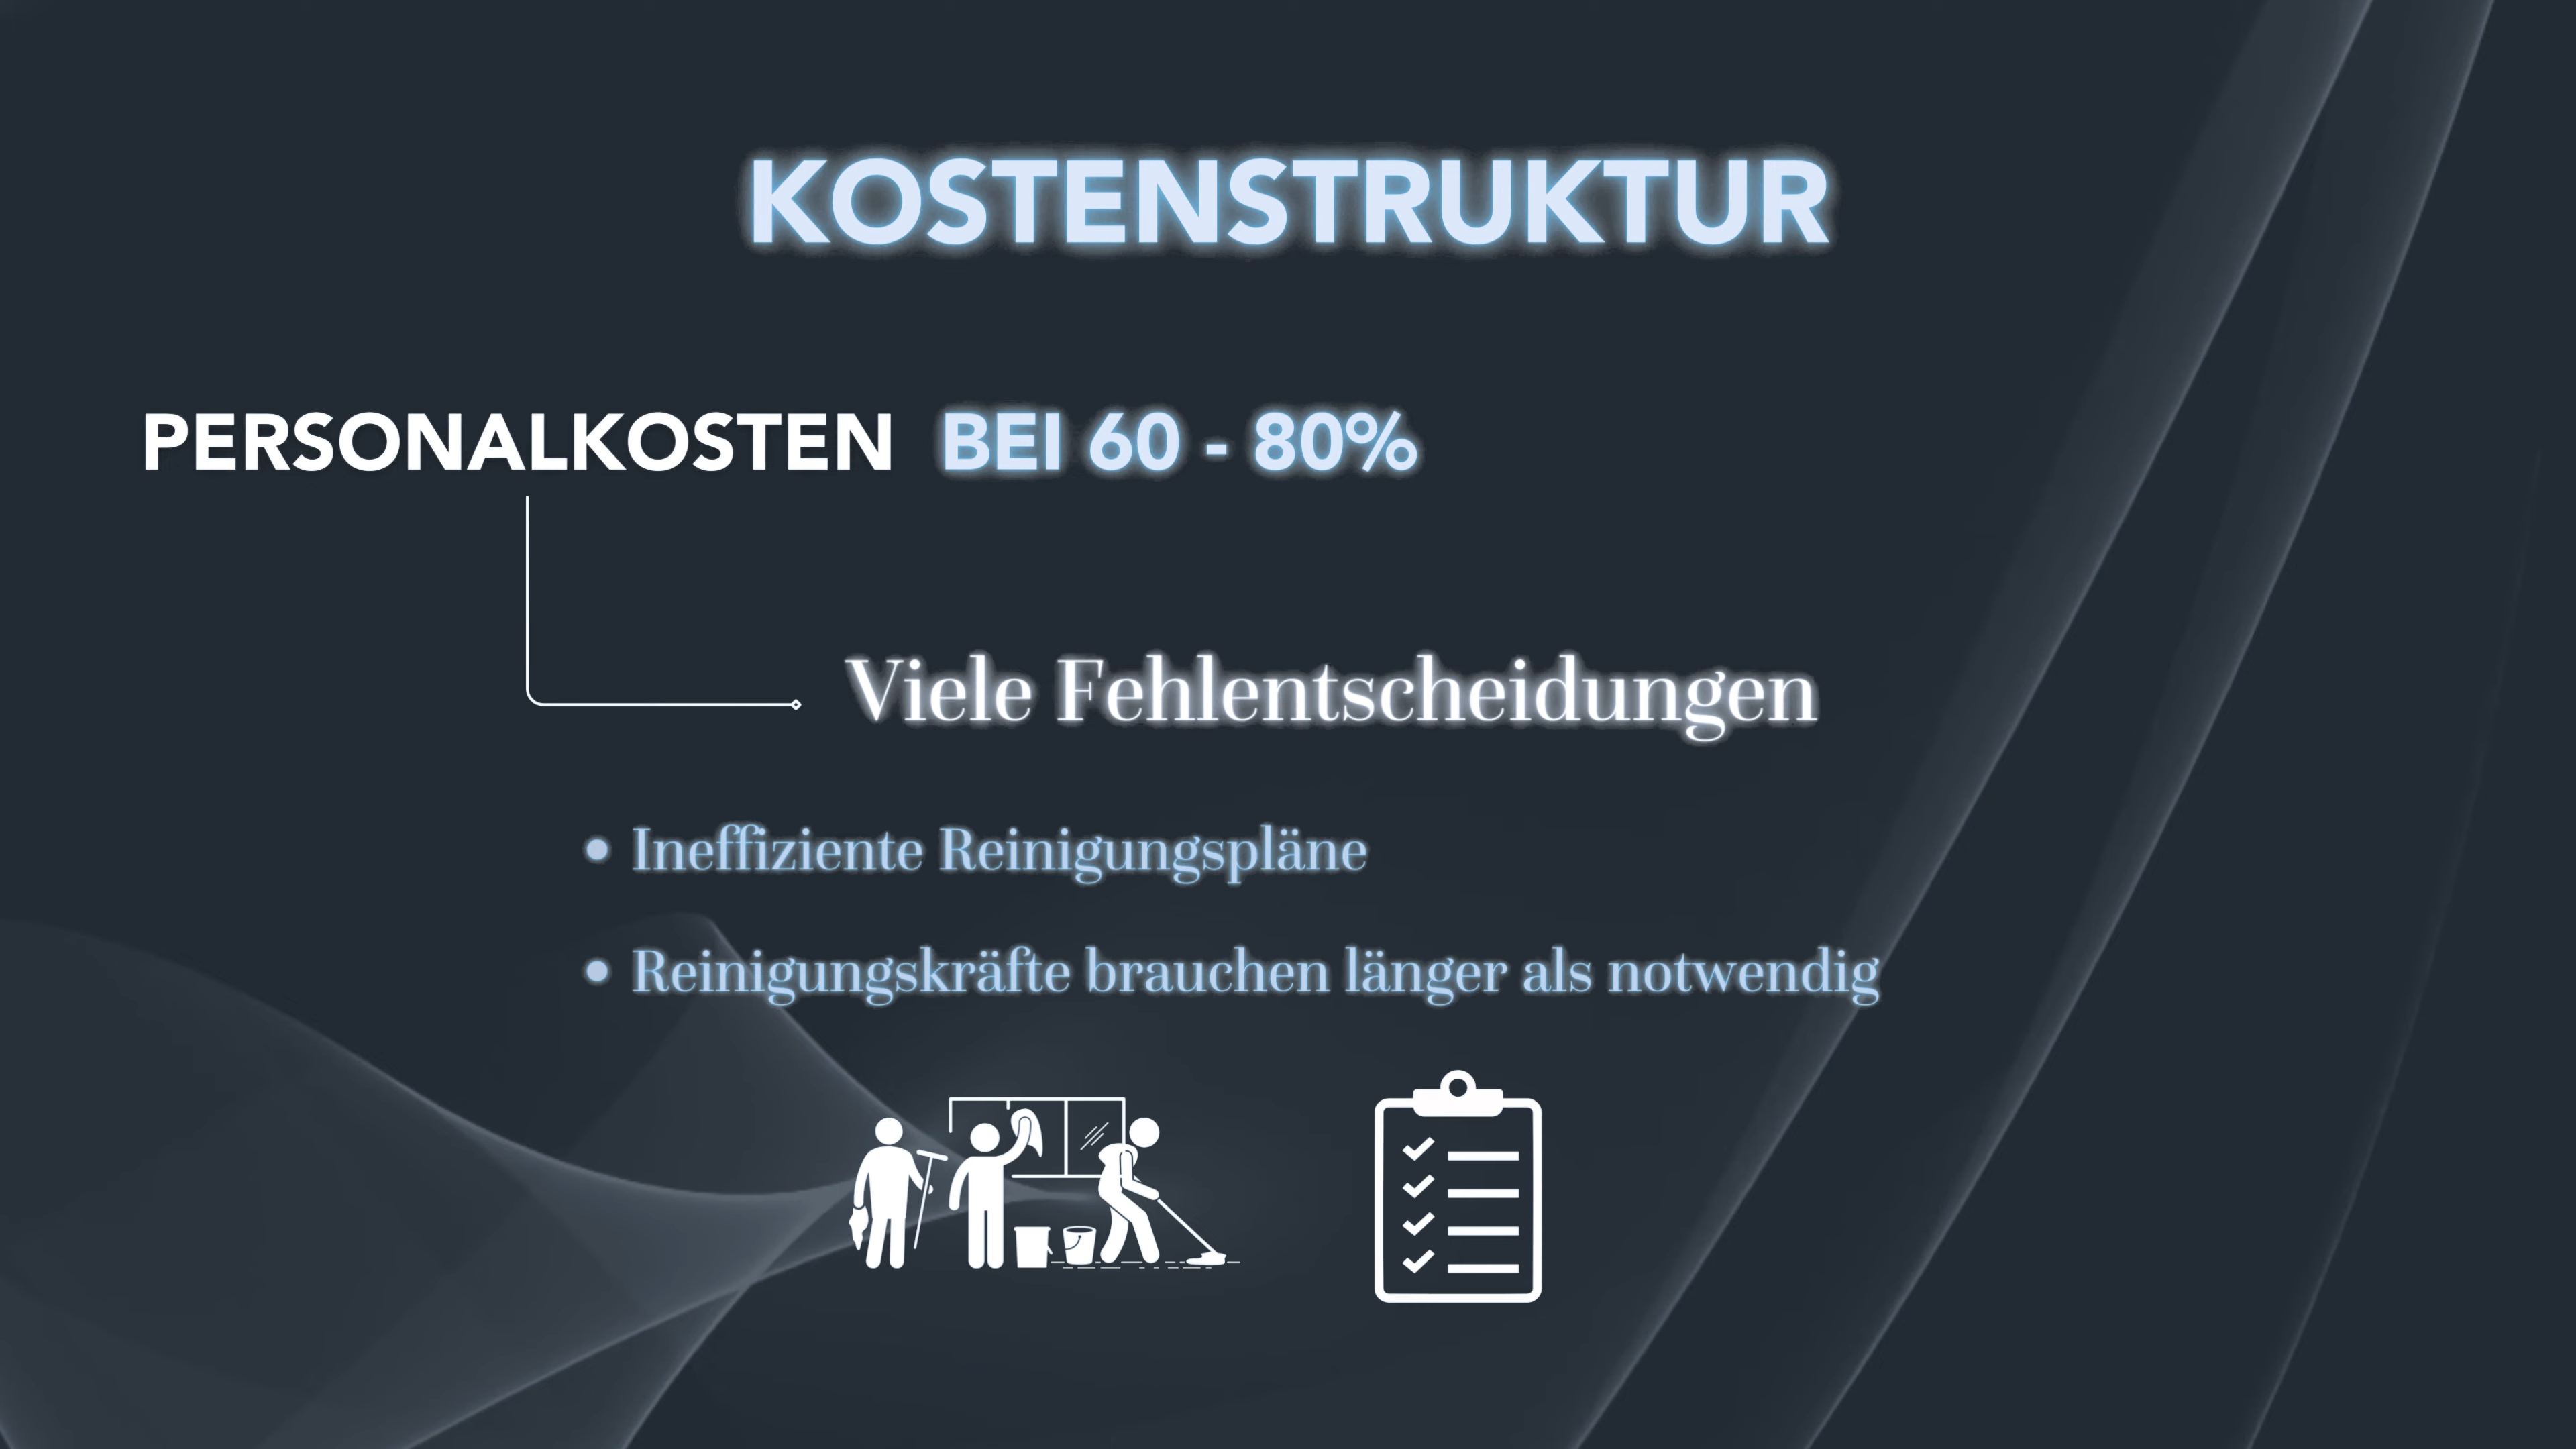 KOSTENSTRUKTUR
PERSONALKOSTEN BEI 60 - 80%
Viele Fehlentscheidungen
• Ineffiziente Reinigungspläne
• Reinigungskräfte brauchen länger als notwendig